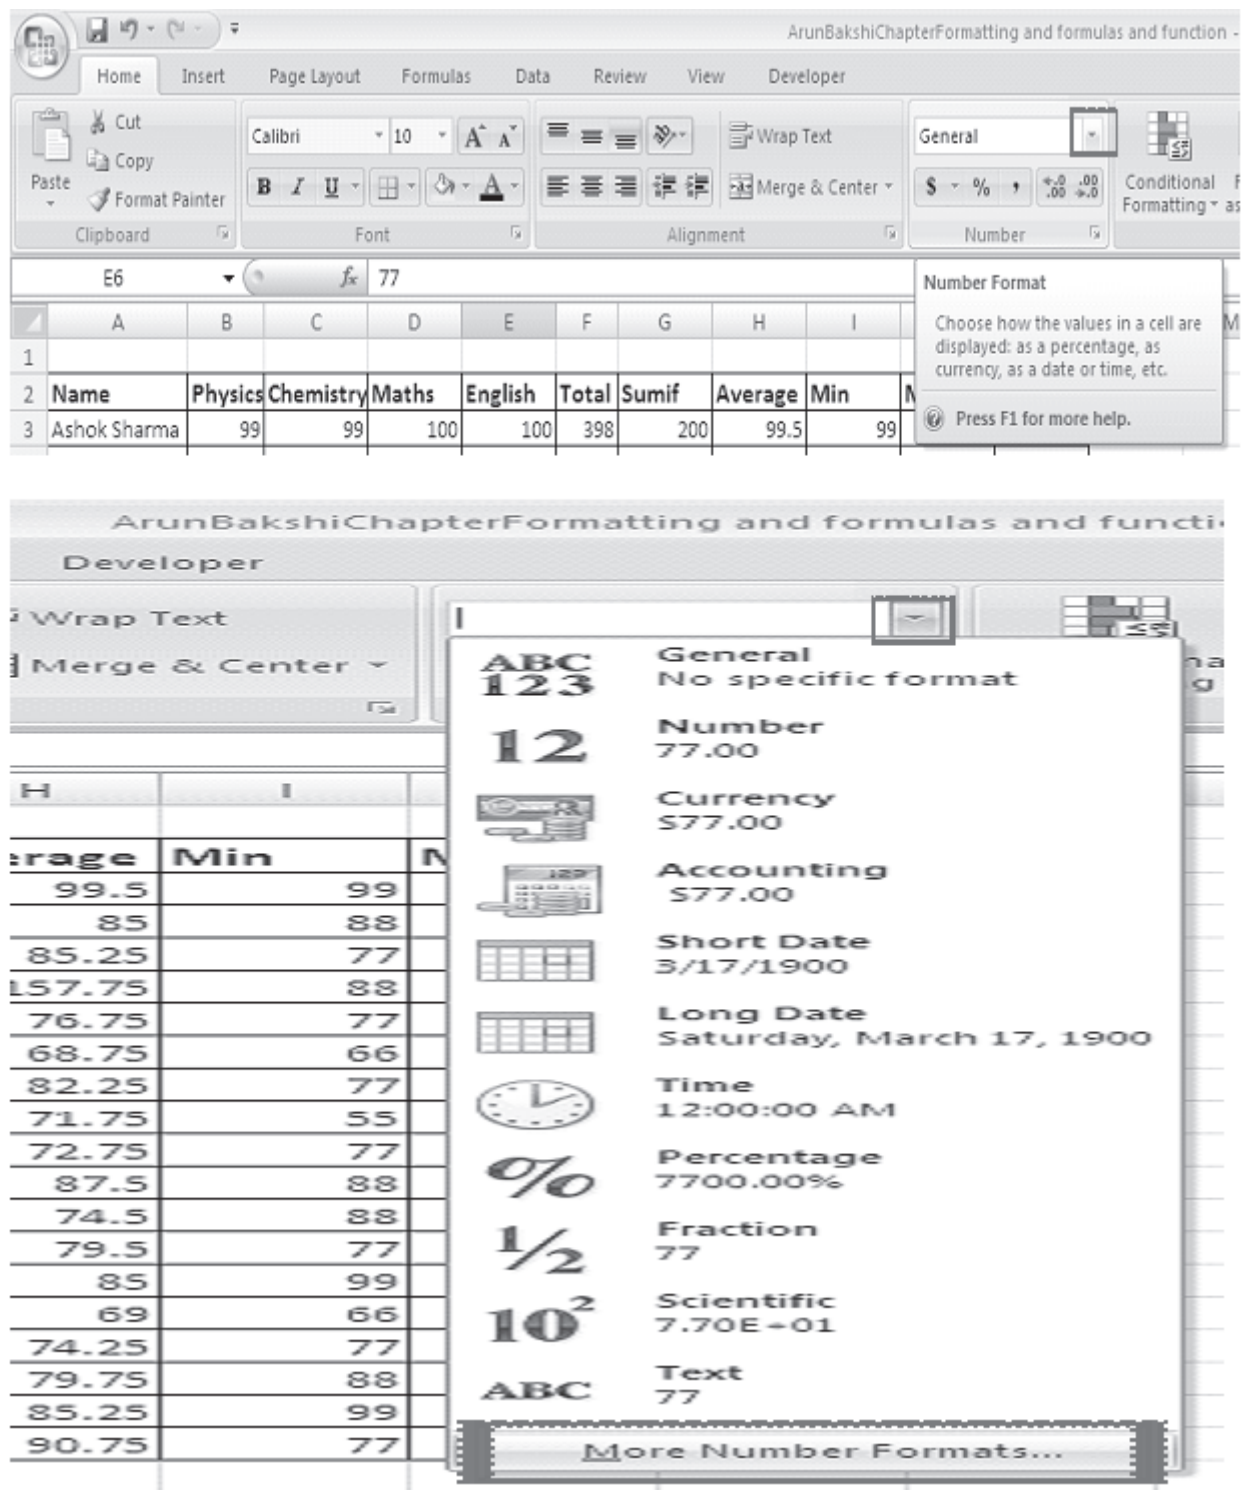 ArunBakshiChapterFormatting and formulas and function -
Home Insert Page Layout Formulas Data Review View Developer
Cut
Copy
Format Painter
Paste
Clipboard
Calibri 10 A A
B I U A
Font
Wrap Text
Merge & Center
Alignment
General
$ % , .0 .00 .00 .0
Number
Conditional
Formatting as
E6 fx 77
Number Format
Choose how the values in a cell are
displayed: as a percentage, as
currency, as a date or time, etc.
Press F1 for more help.
A B C D E F G H I M
1
2 Name Physics Chemistry Maths English Total Sumif Average Min M
3 Ashok Sharma 99 99 100 100 398 200 99.5 99
ArunBakshiChapterFormatting and formulas and functi
Developer
Wrap Text
Merge & Center
H I
erage Min
99.5 99
85 88
85.25 77
157.75 88
76.75 77
68.75 66
82.25 77
71.75 55
72.75 77
87.5 88
74.5 88
79.5 77
85 99
69 66
74.25 77
79.75 88
85.25 99
90.75 77
ABC 123 General
No specific format
12 Number
77.00
Currency
$77.00
Accounting
$77.00
Short Date
3/17/1900
Long Date
Saturday, March 17, 1900
Time
12:00:00 AM
% Percentage
7700.00%
1/2 Fraction
77
10² Scientific
7.70E+01
ABC Text
77
More Number Formats...